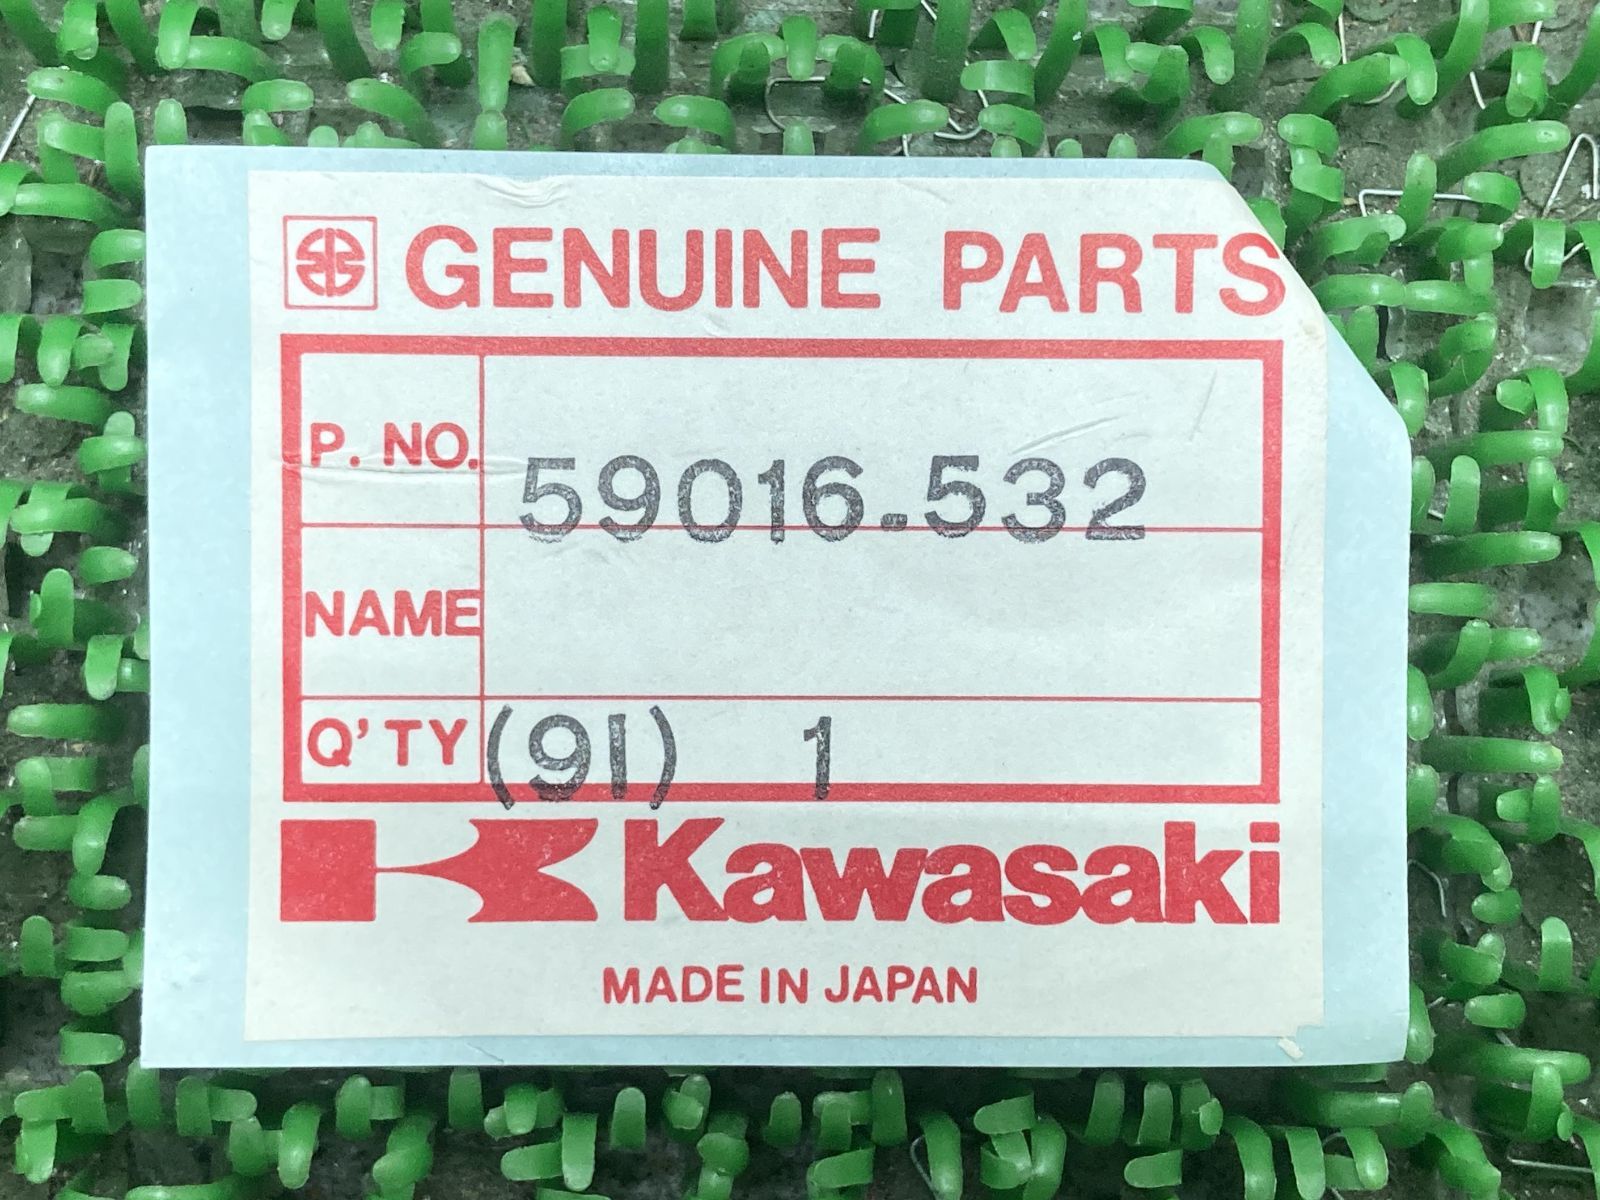 GENUINE PARTS
P. NO. 59016-532
NAME
Q'TY (91) 1
Kawasaki
MADE IN JAPAN